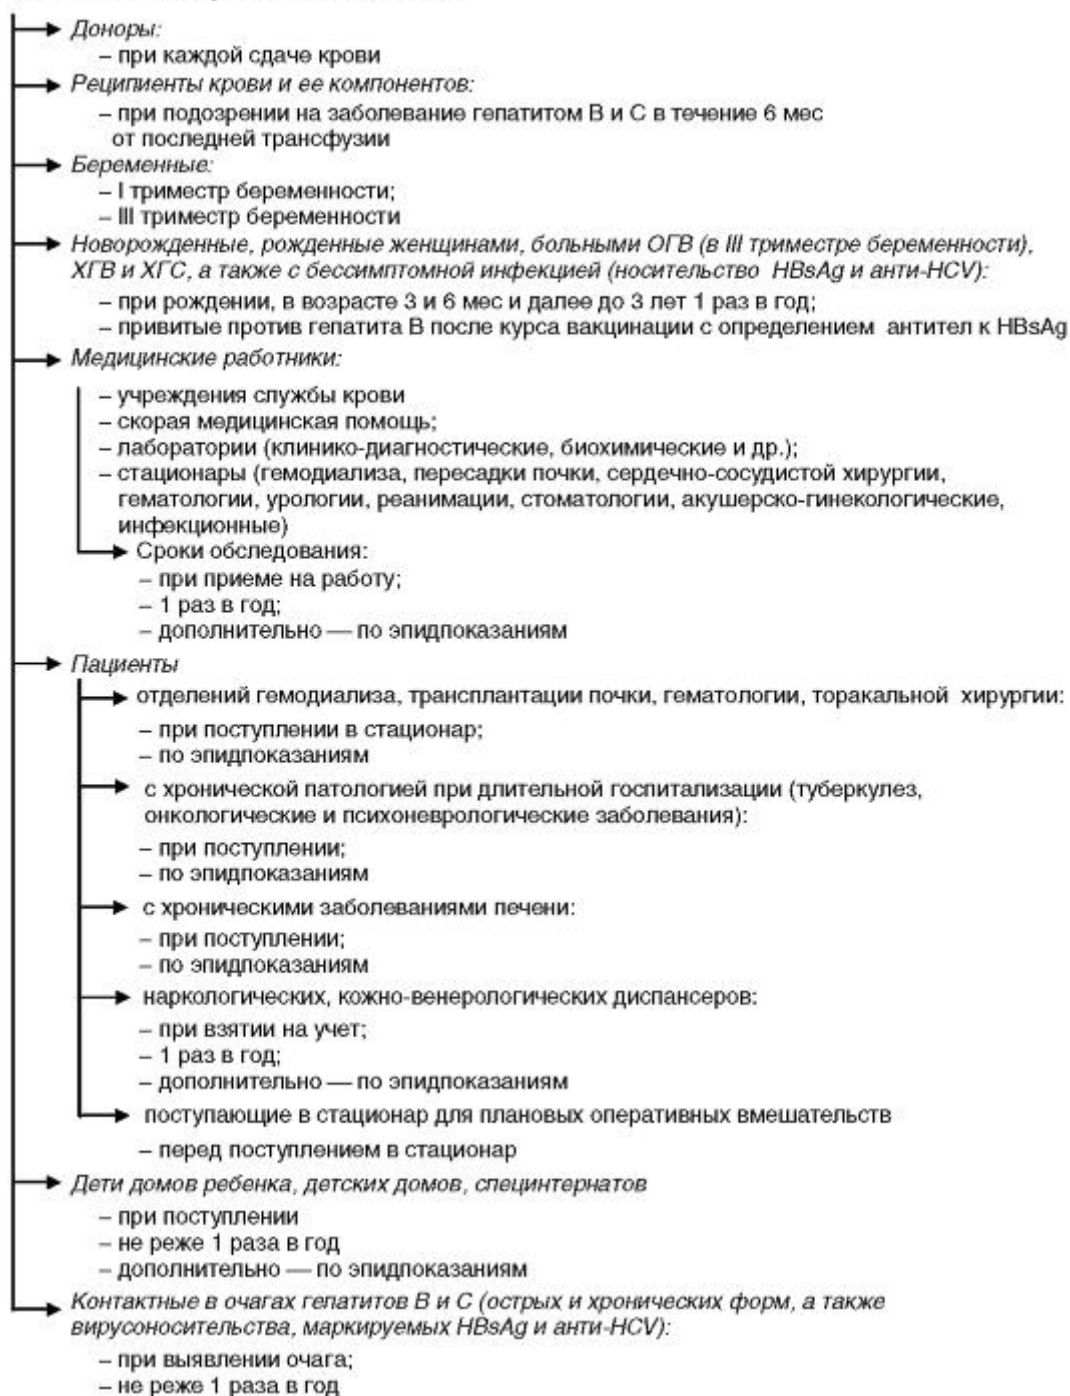 Доноры:
– при каждой сдаче крови
Реципиенты крови и ее компонентов:
– при подозрении на заболевание гепатитом В и С в течение 6 мес
от последней трансфузии
Беременные:
– I триместр беременности;
– III триместр беременности
Новорожденные, рожденные женщинами, больными ОГВ (в III триместре беременности),
ХГВ и ХГС, а также с бессимптомной инфекцией (носительство HBsAg и анти-HCV):
– при рождении, в возрасте 3 и 6 мес и далее до 3 лет 1 раз в год;
– привитые против гепатита В после курса вакцинации с определением антител к HBsAg
Медицинские работники:
– учреждения службы крови
– скорая медицинская помощь;
– лаборатории (клинико-диагностические, биохимические и др.);
– стационары (гемодиализа, пересадки почки, сердечно-сосудистой хирургии,
гематологии, урологии, реанимации, стоматологии, акушерско-гинекологические,
инфекционные)
Сроки обследования:
– при приеме на работу;
– 1 раз в год;
– дополнительно — по эпидпоказаниям
Пациенты
отделений гемодиализа, трансплантации почки, гематологии, торакальной хирургии:
– при поступлении в стационар;
– по эпидпоказаниям
с хронической патологией при длительной госпитализации (туберкулез,
онкологические и психоневрологические заболевания):
– при поступлении;
– по эпидпоказаниям
с хроническими заболеваниями печени:
– при поступлении;
– по эпидпоказаниям
наркологических, кожно-венерологических диспансеров:
– при взятии на учет;
– 1 раз в год;
– дополнительно — по эпидпоказаниям
поступающие в стационар для плановых оперативных вмешательств
– перед поступлением в стационар
Дети домов ребенка, детских домов, специнтернатов
– при поступлении
– не реже 1 раза в год
– дополнительно — по эпидпоказаниям
Контактные в очагах гепатитов В и С (острых и хронических форм, а также
вирусоносительства, маркируемых HBsAg и анти-HCV):
– при выявлении очага;
– не реже 1 раза в год